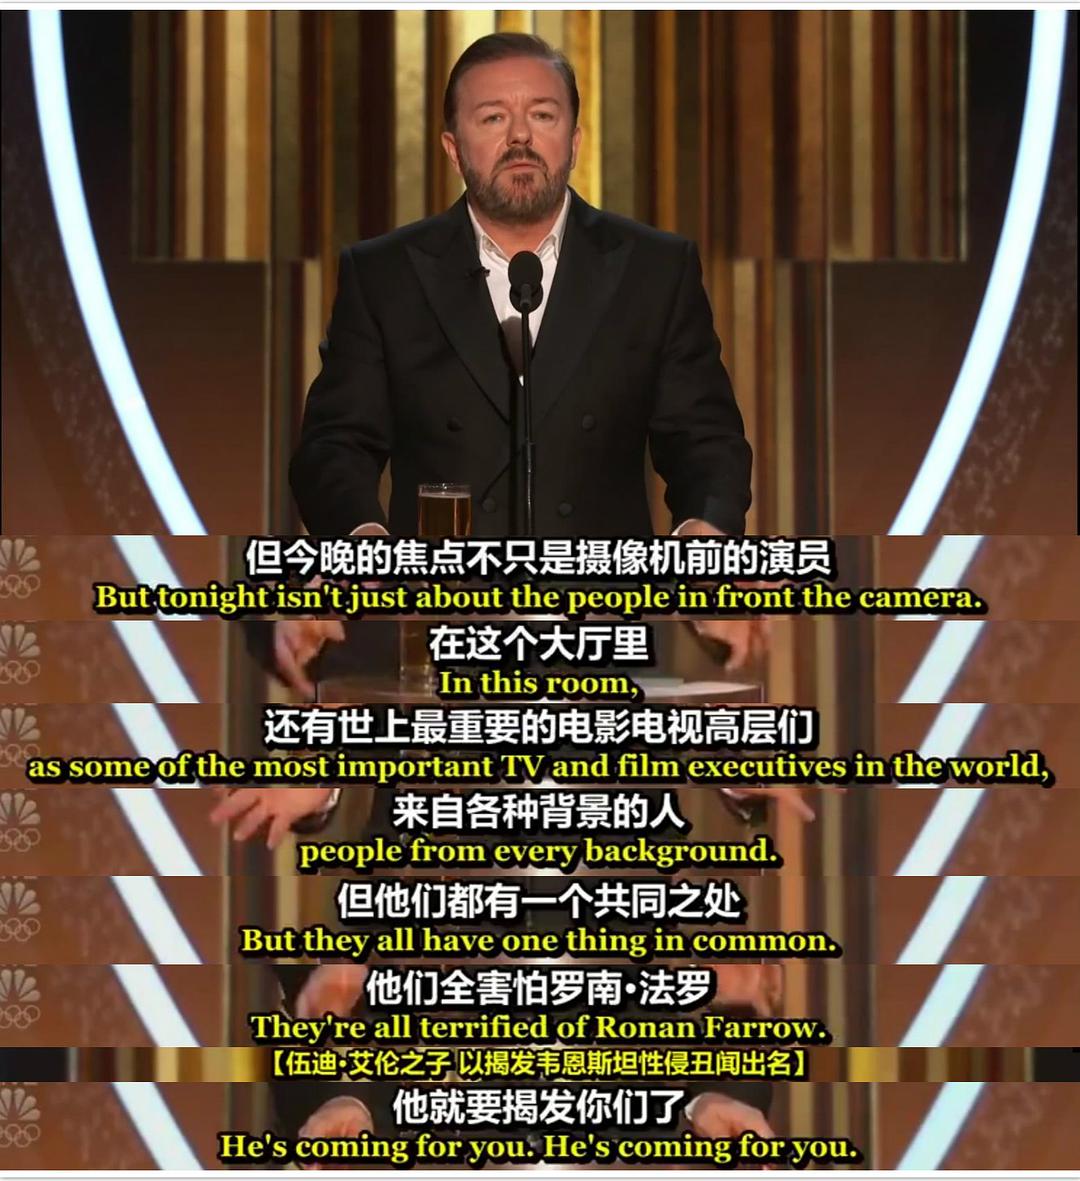 但今晚的焦点不只是摄像机前的演员
But tonight isn't just about the people in front the camera.
在这个大厅里
In this room,
还有世上最重要的电影电视高层们
as some of the most important TV and film executives in the world,
来自各种背景的人
people from every background.
但他们都有一个共同之处
But they all have one thing in common.
他们全害怕罗南•法罗
They're all terrified of Ronan Farrow.
【伍迪•艾伦之子 以揭发韦恩斯坦性侵丑闻出名】
他就要揭发你们了
He's coming for you. He's coming for you.